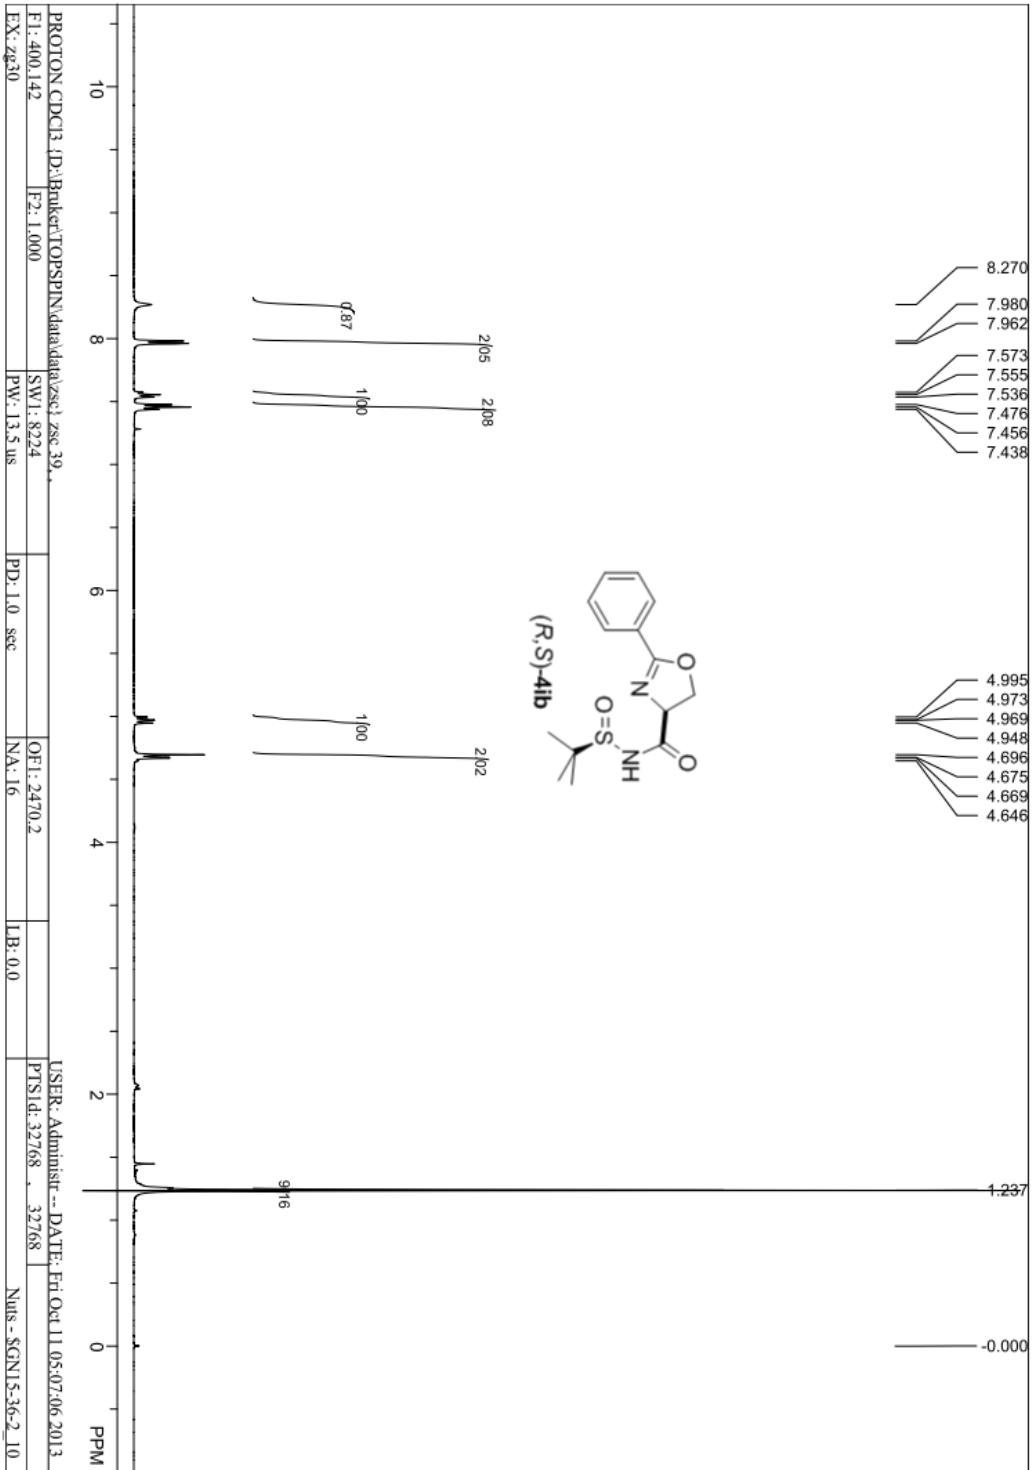 8.270
7.980
7.962
7.573
7.555
7.536
7.476
7.456
7.438
4.995
4.973
4.969
4.948
4.696
4.675
4.669
4.646
1.237
-0.000
O
N
O
O=S
NH
(R,S)-4ib
0.87
2.05
1.00
2.08
1.00
2.02
9.16
10 8 6 4 2 0 PPM
PROTON CDCl3 {D:\Bruker\TOPSPIN\data\data\zsc} zsc 39,, USER: Administr -- DATE: Fri Oct 11 05:07:06 2013
F1: 400.142 F2: 1.000 SW1: 8224 OF1: 2470.2 PTS1d: 32768 , 32768
EX: zg30 PW: 13.5 us PD: 1.0 sec NA: 16 LB: 0.0 Nuts - $GN15-36-2_10